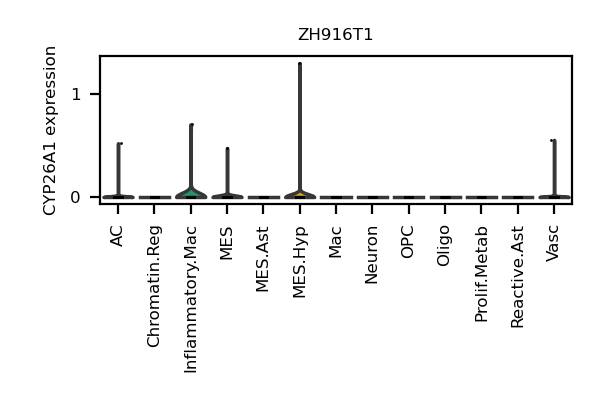 ZH916T1
CYP26A1 expression
1
0
AC
Chromatin.Reg
Inflammatory.Mac
MES
MES.Ast
MES.Hyp
Mac
Neuron
OPC
Oligo
Prolif.Metab
Reactive.Ast
Vasc